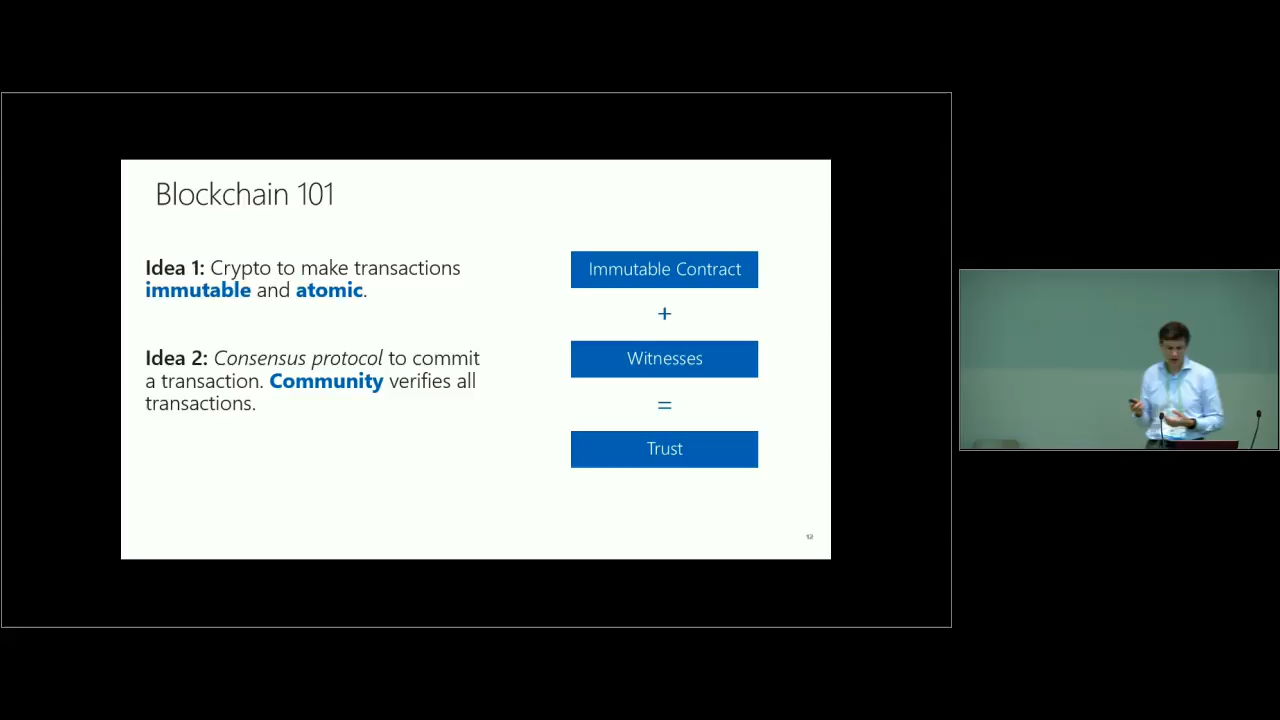 Blockchain 101
Idea 1: Crypto to make transactions
immutable and atomic.
Idea 2: Consensus protocol to commit
a transaction. Community verifies all
transactions.
Immutable Contract
+
Witnesses
=
Trust
12